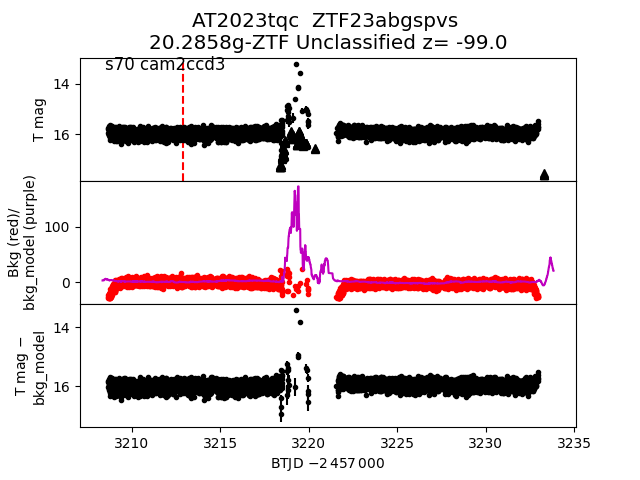 AT2023tqc  ZTF23abgspvs
20.2858g-ZTF Unclassified z= -99.0
s70 cam2ccd3
14
16
T mag
100
0
Bkg (red)/
bkg_model (purple)
14
16
T mag −
bkg_model
3210 3215 3220 3225 3230 3235
BTJD −2 457 000